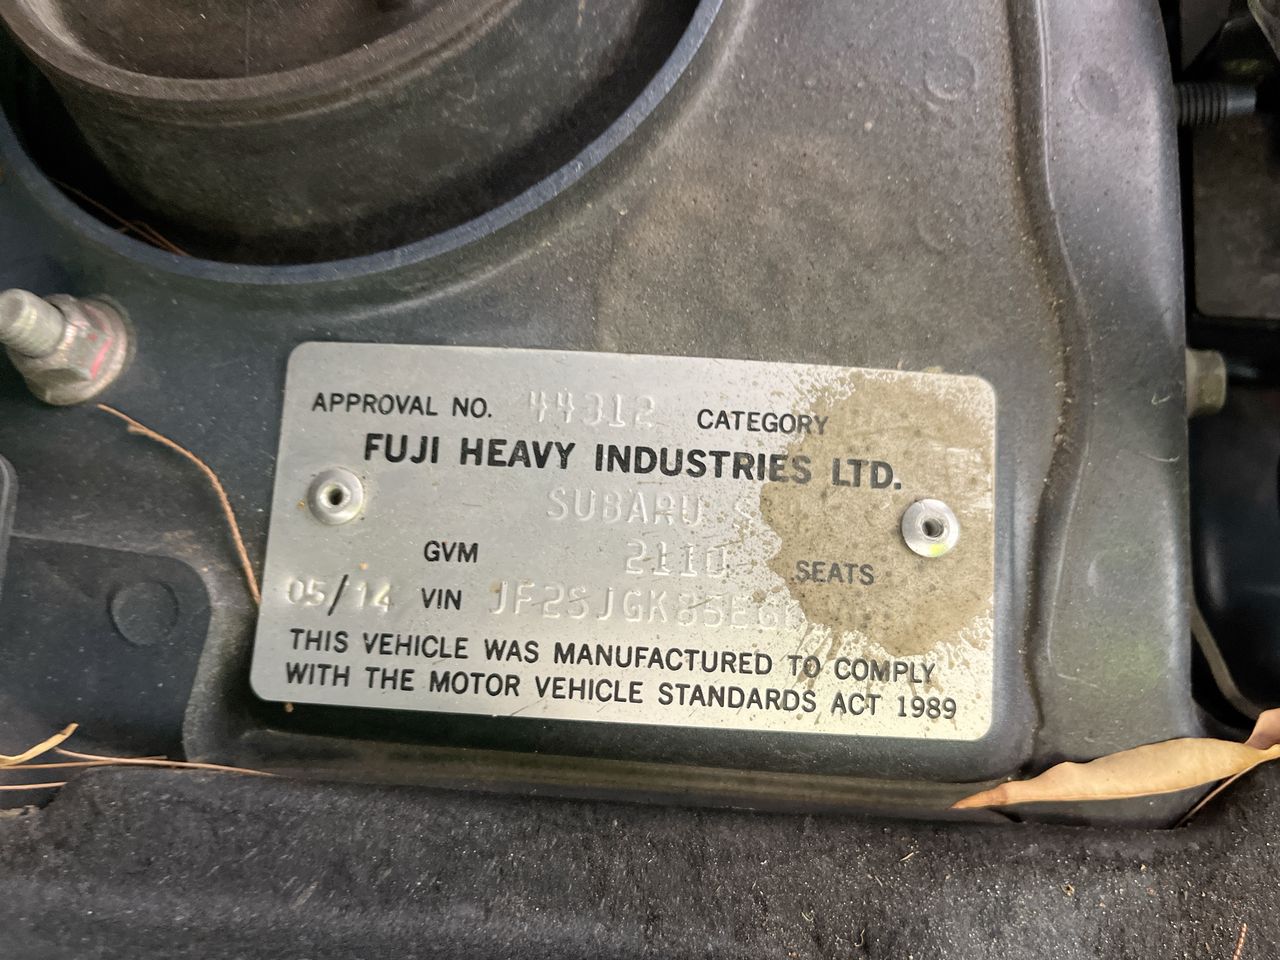 APPROVAL NO. 44312 CATEGORY
FUJI HEAVY INDUSTRIES LTD.
SUBARU
GVM 2110 SEATS
05/14 VIN
THIS VEHICLE WAS MANUFACTURED TO COMPLY
WITH THE MOTOR VEHICLE STANDARDS ACT 1989